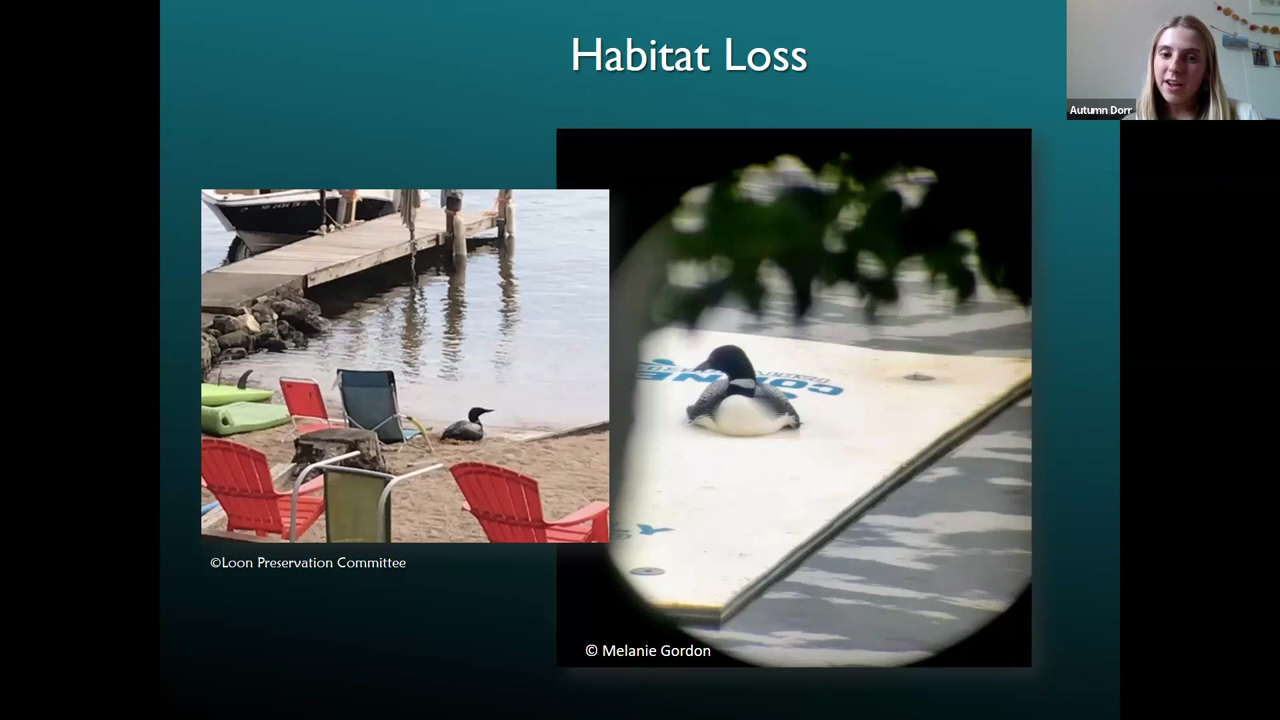 Habitat Loss
Autumn Dorr
©Loon Preservation Committee
© Melanie Gordon